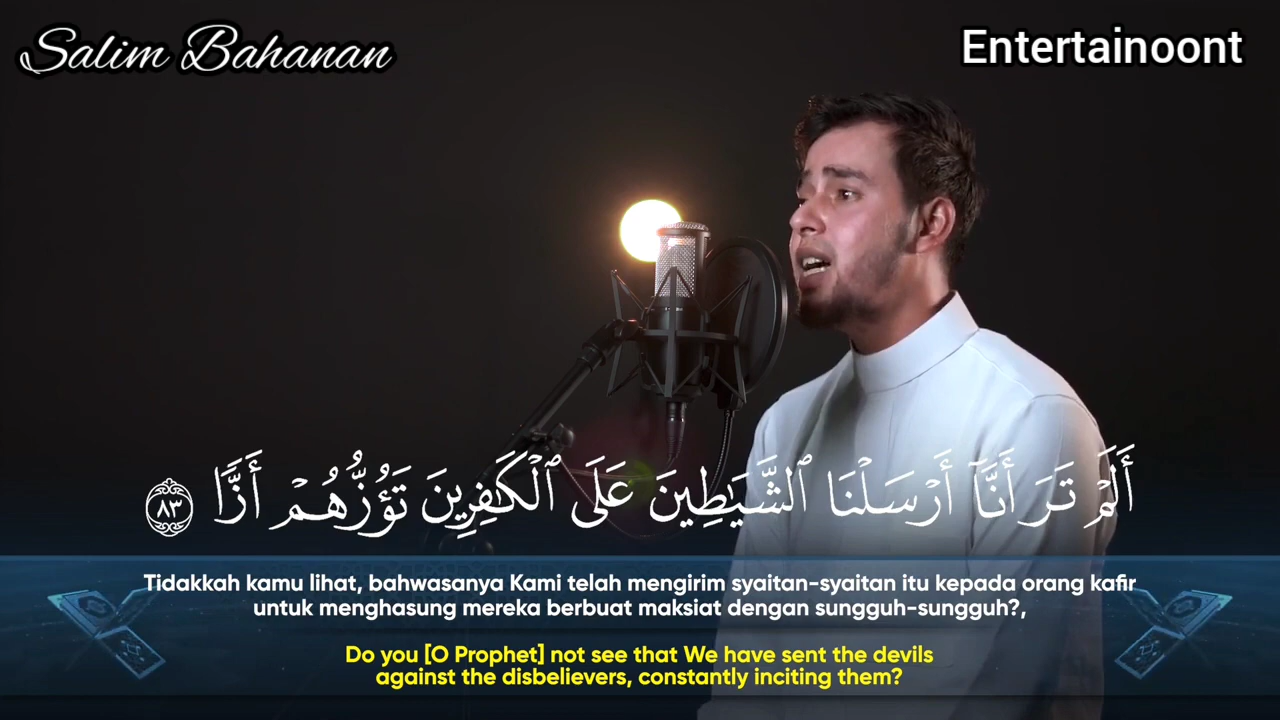 Salim Bahanan
Entertainoont
أَلَمْ تَرَ أَنَّآ أَرْسَلْنَا ٱلشَّيَٰطِينَ عَلَى ٱلْكَٰفِرِينَ تَؤُزُّهُمْ أَزًّا ٨٣
Tidakkah kamu lihat, bahwasanya Kami telah mengirim syaitan-syaitan itu kepada orang kafir
untuk menghasung mereka berbuat maksiat dengan sungguh-sungguh?,
Do you [O Prophet] not see that We have sent the devils
against the disbelievers, constantly inciting them?